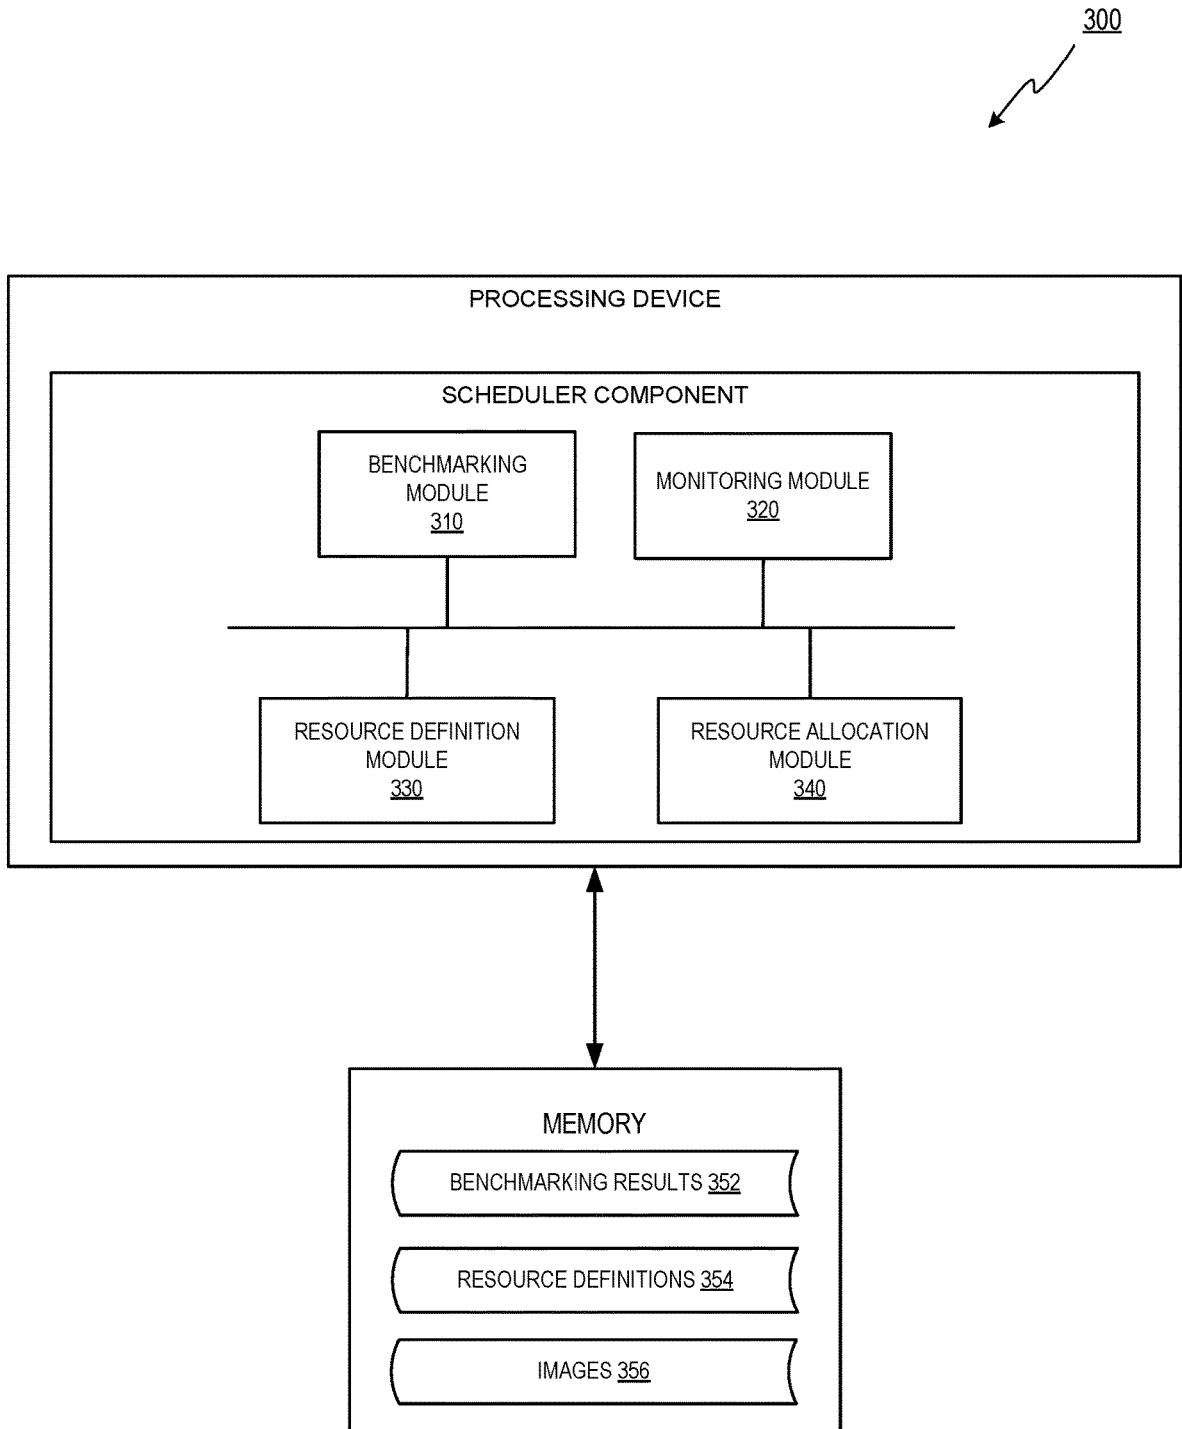 300
PROCESSING DEVICE
SCHEDULER COMPONENT
BENCHMARKING
MODULE
310
MONITORING MODULE
320
RESOURCE DEFINITION
MODULE
330
RESOURCE ALLOCATION
MODULE
340
MEMORY
BENCHMARKING RESULTS 352
RESOURCE DEFINITIONS 354
IMAGES 356